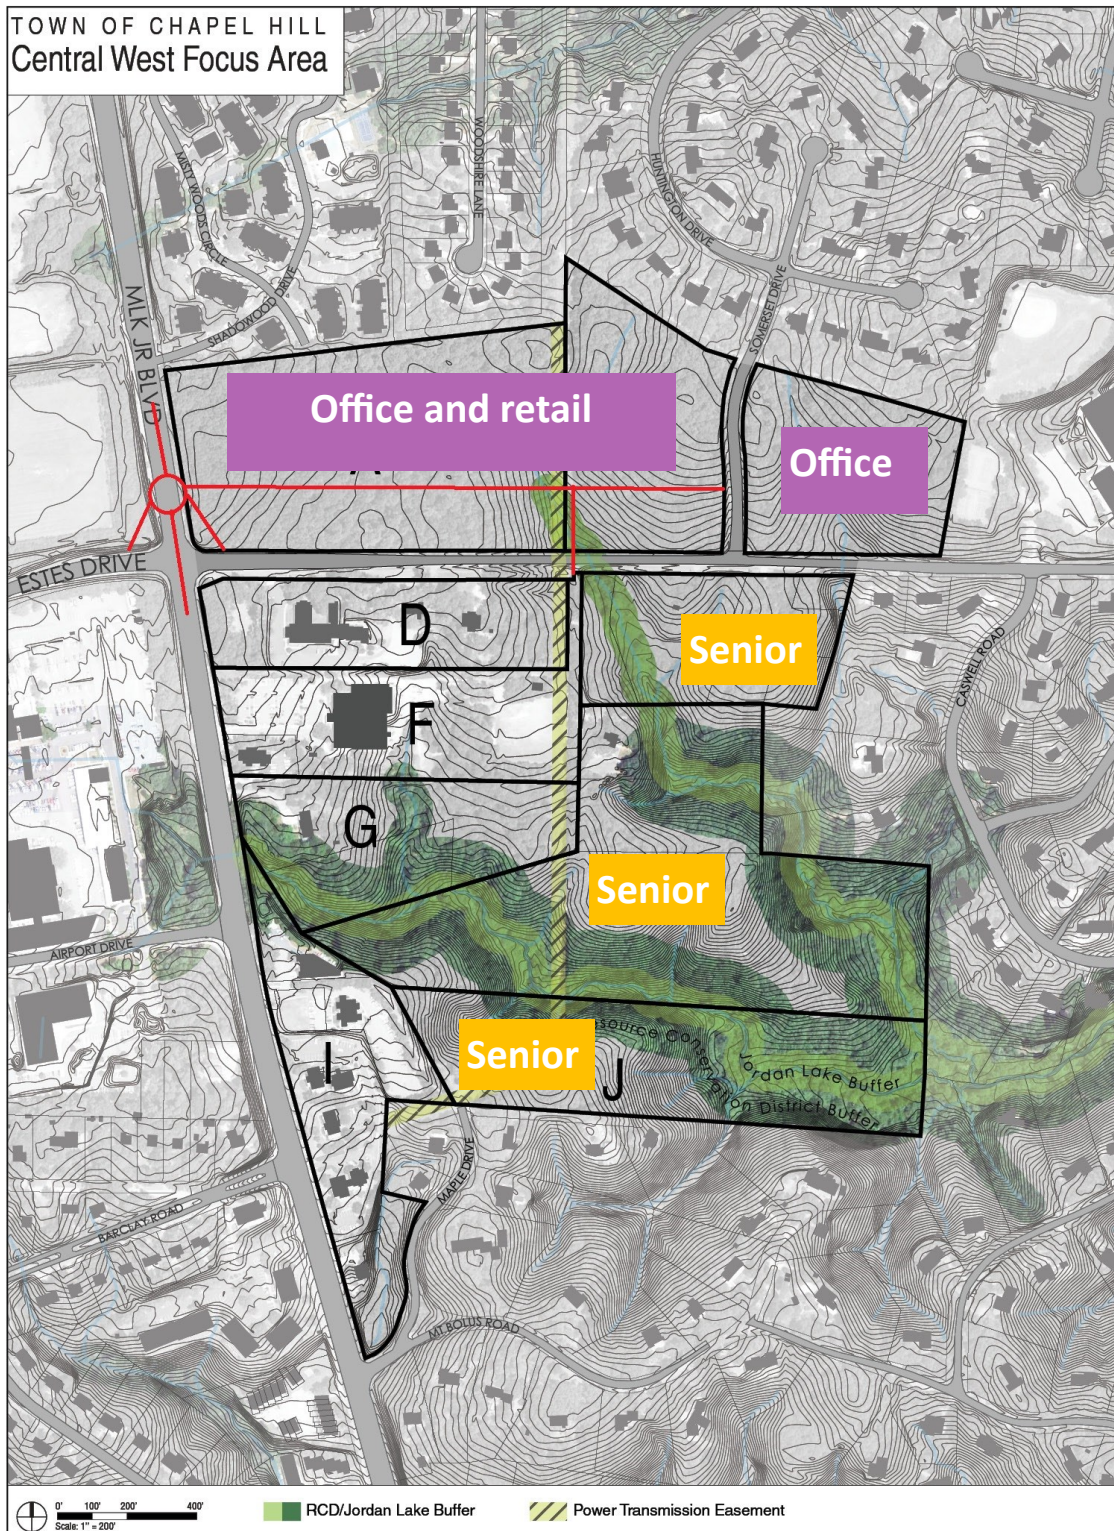 TOWN OF CHAPEL HILL
Central West Focus Area
MISTY WOODS CIRCLE
SHADOWOOD DRIVE
WOODSHIRE LANE
HUNTINGTON DRIVE
SOMERSET DRIVE
MLK JR BLVD
Office and retail
Office
ESTES DRIVE
D
Senior
CASWELL ROAD
F
G
Senior
AIRPORT DRIVE
I
Senior
J
Resource Conservation District Buffer
Jordan Lake Buffer
MAPLE DRIVE
BARCLAY ROAD
MT BOLUS ROAD
0' 100' 200' 400'
Scale: 1" = 200'
RCD/Jordan Lake Buffer
Power Transmission Easement